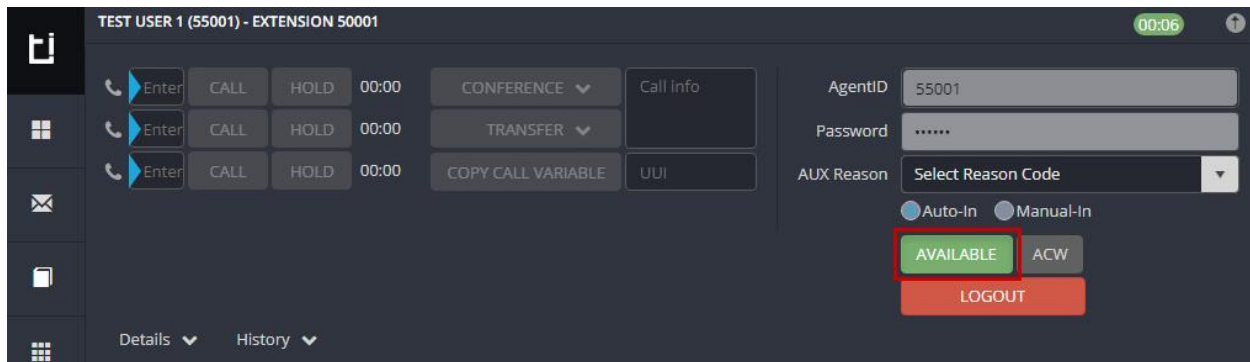 TEST USER 1 (55001) - EXTENSION 50001 00:06
Enter CALL HOLD 00:00 CONFERENCE Call info
Enter CALL HOLD 00:00 TRANSFER
Enter CALL HOLD 00:00 COPY CALL VARIABLE UUI
AgentID 55001
Password ••••••
AUX Reason Select Reason Code
Auto-In Manual-In
AVAILABLE ACW
LOGOUT
Details History